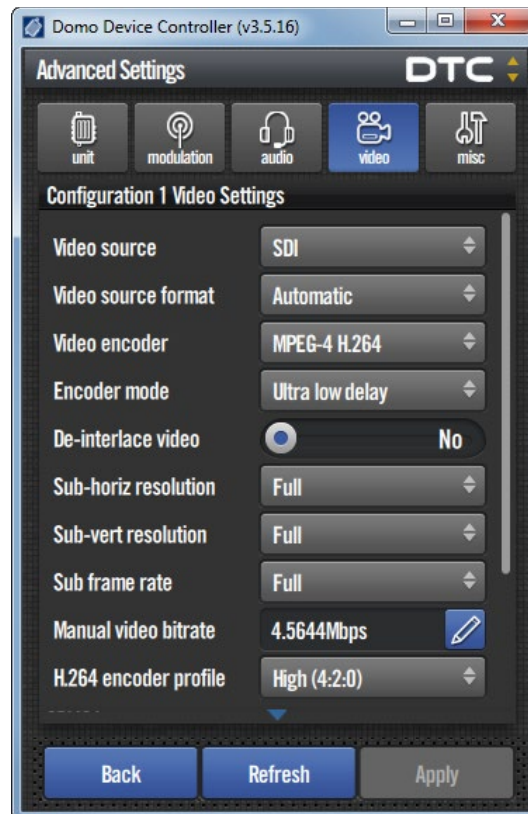 Domo Device Controller (v3.5.16)
Advanced Settings DTC
unit modulation audio video misc
Configuration 1 Video Settings
Video source SDI
Video source format Automatic
Video encoder MPEG-4 H.264
Encoder mode Ultra low delay
De-interlace video No
Sub-horiz resolution Full
Sub-vert resolution Full
Sub frame rate Full
Manual video bitrate 4.5644Mbps
H.264 encoder profile High (4:2:0)
Back Refresh Apply